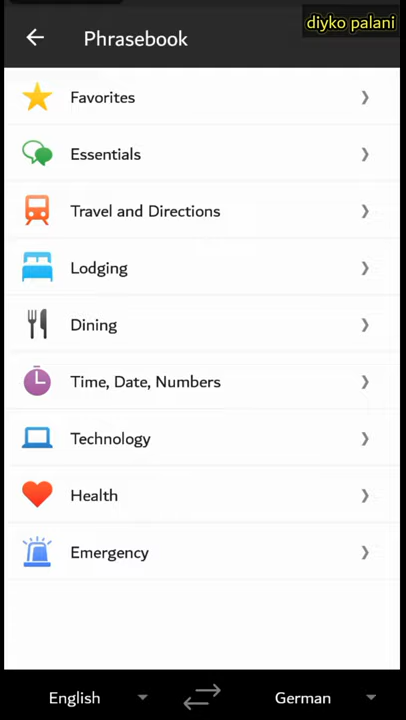 diyko palani
Phrasebook
Favorites
Essentials
Travel and Directions
Lodging
Dining
Time, Date, Numbers
Technology
Health
Emergency
English
German